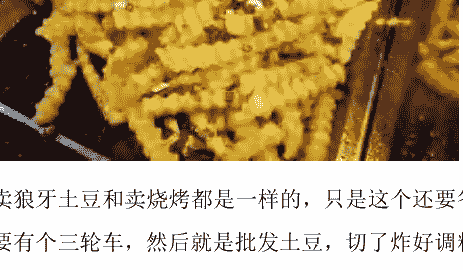 卖狼牙土豆和卖烧烤都是一样的，只是这个还要
要有个三轮车，然后就是批发土豆，切了炸好调